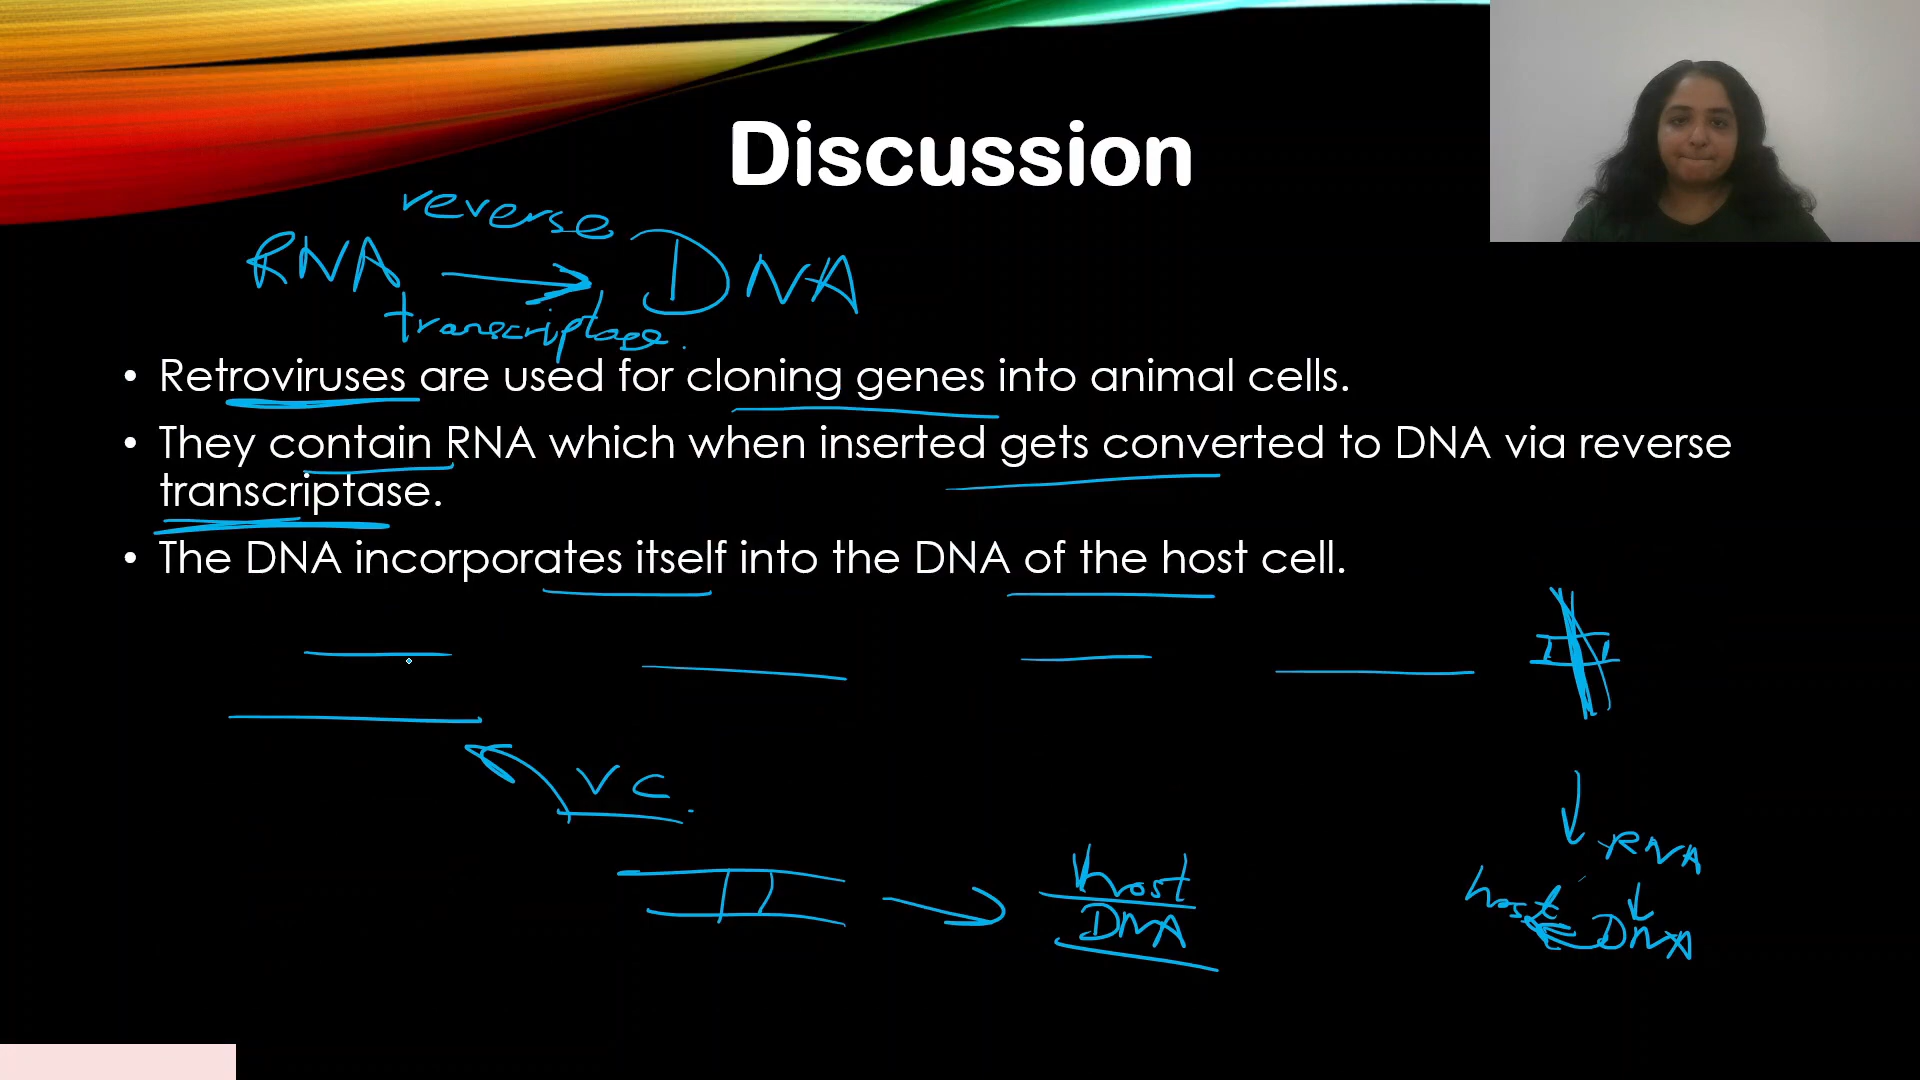 Discussion
reverse
RNA → DNA
transcriptase.
• Retroviruses are used for cloning genes into animal cells.
• They contain RNA which when inserted gets converted to DNA via reverse
transcriptase.
• The DNA incorporates itself into the DNA of the host cell.
VC.
host
DNA
RNA
host
DNA